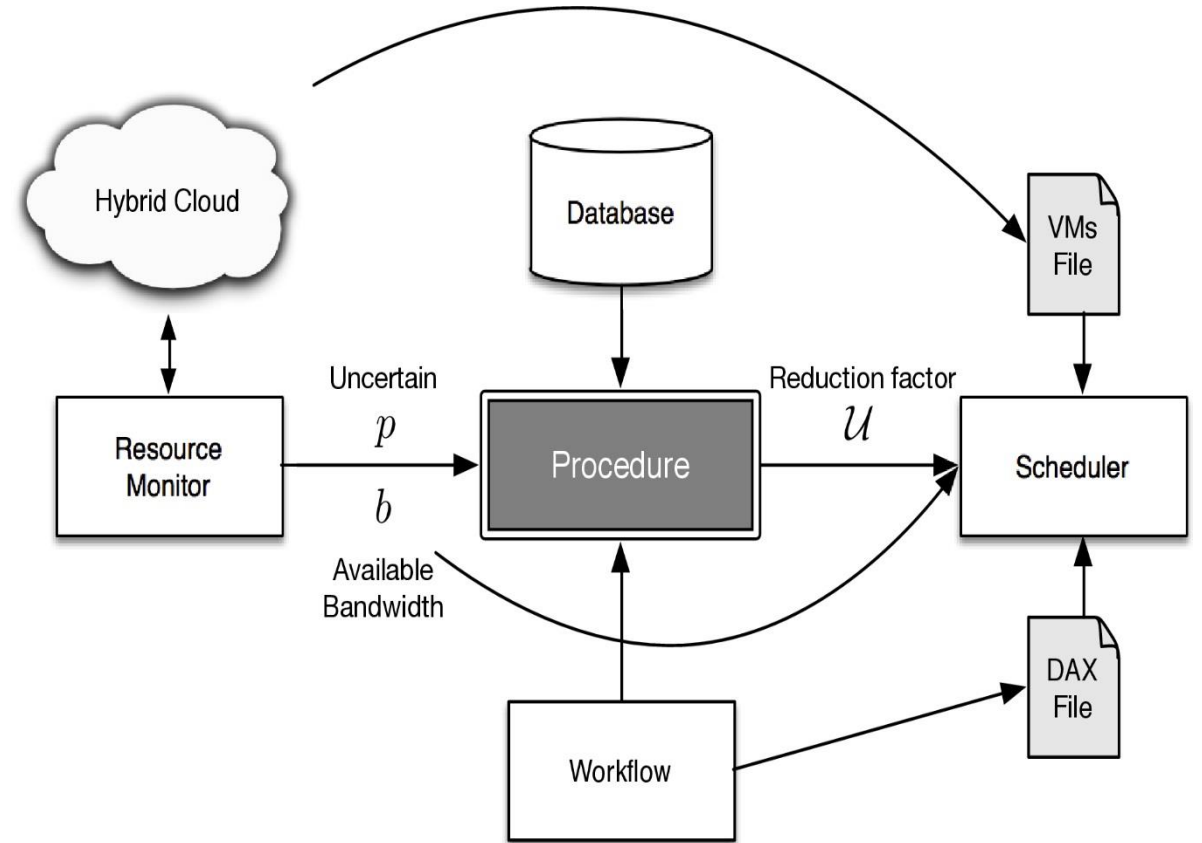 Hybrid Cloud
Database
VMs
File
Uncertain
p
b
Available
Bandwidth
Resource
Monitor
Procedure
Reduction factor
𝒰
Scheduler
Workflow
DAX
File